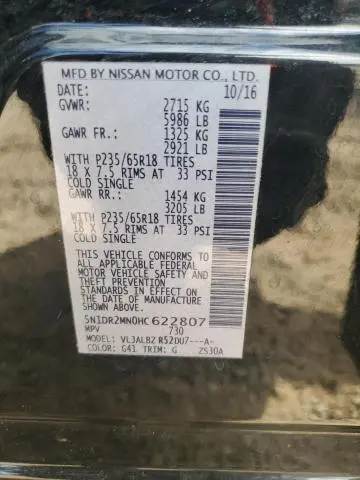 MFD BY NISSAN MOTOR CO., LTD.
DATE: 10/16
GVWR: 2715 KG
5986 LB
GAWR FR.: 1325 KG
2921 LB
WITH P235/65R18 TIRES
18 X 7.5 RIMS AT 33 PSI
COLD SINGLE
GAWR RR.: 1454 KG
3205 LB
WITH P235/65R18 TIRES
18 X 7.5 RIMS AT 33 PSI
COLD SINGLE
THIS VEHICLE CONFORMS TO
ALL APPLICABLE FEDERAL
MOTOR VEHICLE SAFETY AND
THEFT PREVENTION
STANDARDS IN EFFECT ON
THE DATE OF MANUFACTURE
SHOWN ABOVE.
5N1DR2MN0HC622807
MPV 730
MODEL: VLJALBZ R52DU7---A-
COLOR: G41 TRIM: G ZS30A